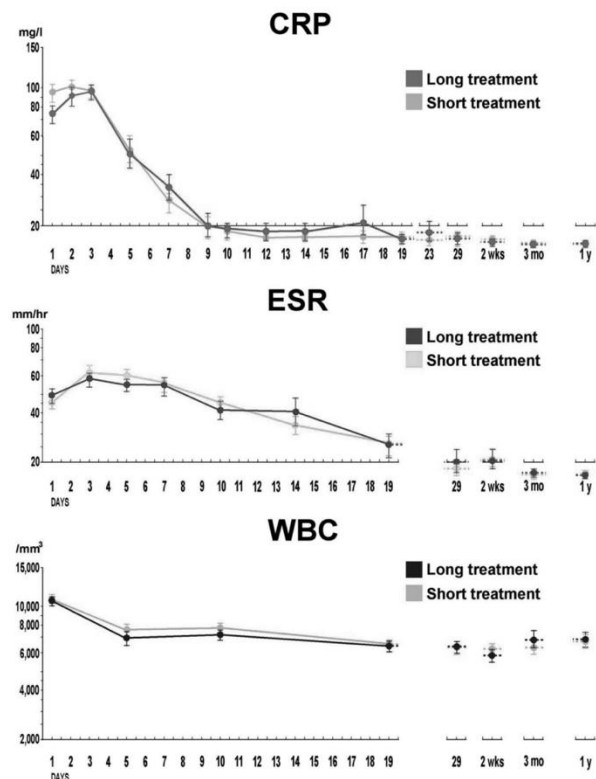 CRP
mg/l
150
100
80
60
40
20
Long treatment
Short treatment
1 2 3 5 6 7 8 9 10 11 12 13 14 15 16 17 18 19 23 29 2 wks 3 mo 1 y
DAYS
ESR
mm/hr
100
60
40
20
Long treatment
Short treatment
1 2 3 4 5 6 7 8 9 10 11 12 13 14 15 16 17 18 19 29 2 wks 3 mo 1 y
DAYS
WBC
/mm³
15,000
10,000
8,000
6,000
4,000
2,000
Long treatment
Short treatment
1 2 3 4 5 6 7 8 9 10 11 12 13 14 15 16 17 18 19 29 2 wks 3 mo 1 y
DAYS